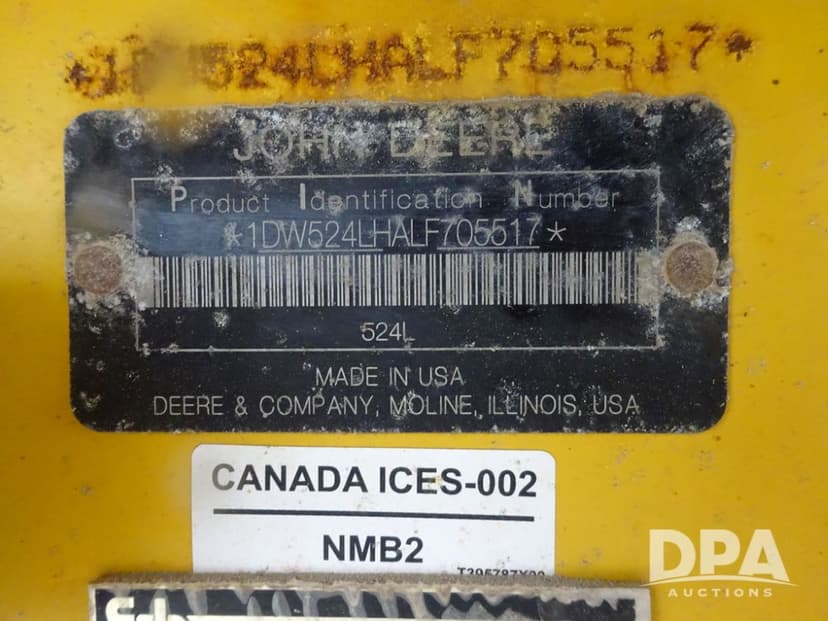 524LHALF705517*
JOHN DEERE
Product Identification Number
*1DW524LHALF705517*
524L
MADE IN USA
DEERE & COMPANY, MOLINE, ILLINOIS, USA
CANADA ICES-002
NMB2
DPA
AUCTIONS